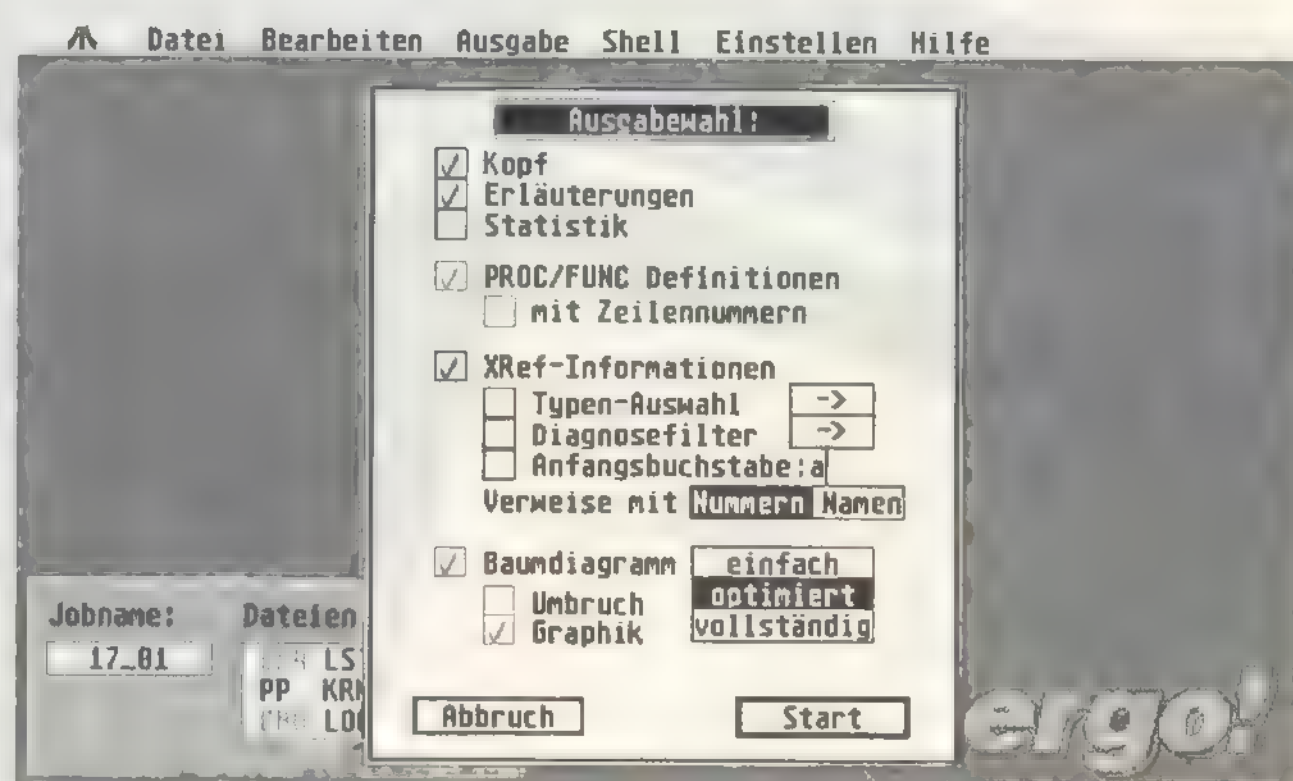 Datei Bearbeiten Ausgabe Shell Einstellen Hilfe
Ausgabewahl:
Kopf
Erläuterungen
Statistik
PROC/FUNC Definitionen
mit Zeilennummern
XRef-Informationen
Typen-Auswahl ->
Diagnosefilter ->
Anfangsbuchstabe:a
Verweise mit Nummern Namen
Baumdiagramm einfach
optimiert
Umbruch
vollständig
Graphik
Jobname: Dateien
17_01
LS
PP KR
LO
Abbruch Start
ergo!